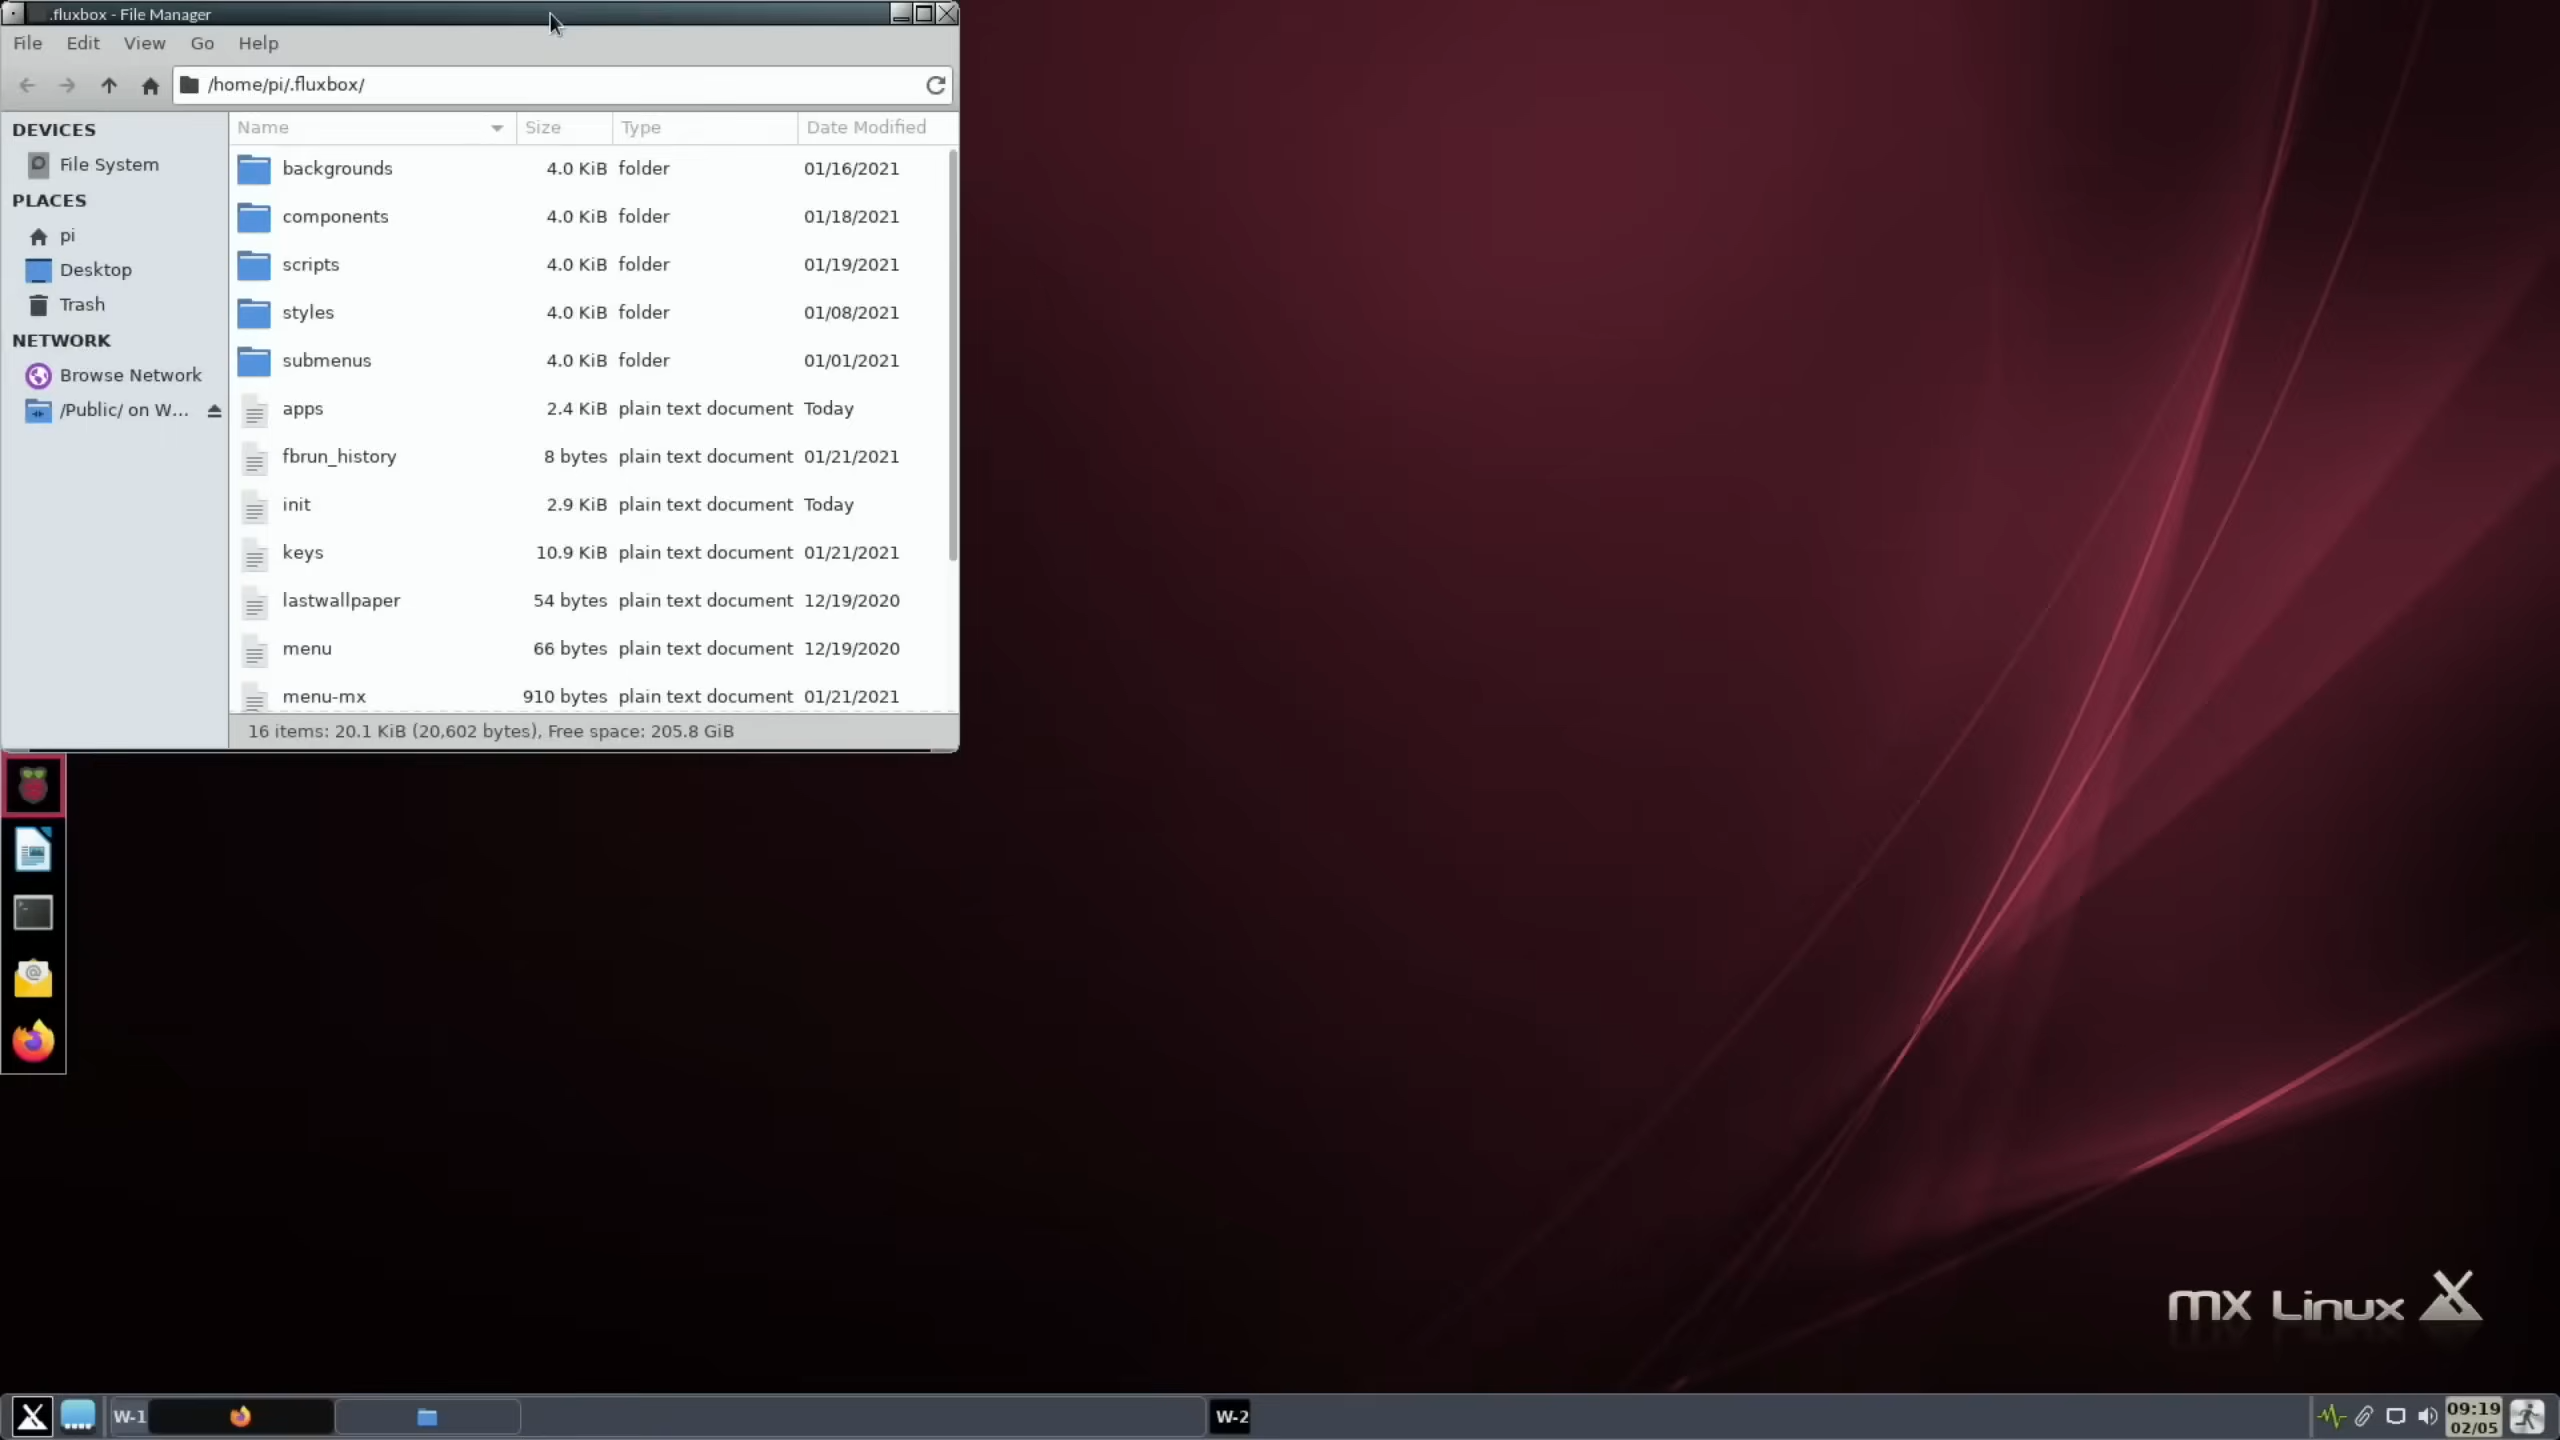 .fluxbox - File Manager
File Edit View Go Help
/home/pi/.fluxbox/
DEVICES
File System
PLACES
pi
Desktop
Trash
NETWORK
Browse Network
/Public/ on W...
Name Size Type Date Modified
backgrounds 4.0 KiB folder 01/16/2021
components 4.0 KiB folder 01/18/2021
scripts 4.0 KiB folder 01/19/2021
styles 4.0 KiB folder 01/08/2021
submenus 4.0 KiB folder 01/01/2021
apps 2.4 KiB plain text document Today
fbrun_history 8 bytes plain text document 01/21/2021
init 2.9 KiB plain text document Today
keys 10.9 KiB plain text document 01/21/2021
lastwallpaper 54 bytes plain text document 12/19/2020
menu 66 bytes plain text document 12/19/2020
menu-mx 910 bytes plain text document 01/21/2021
16 items: 20.1 KiB (20,602 bytes), Free space: 205.8 GiB
mx Linux
W-1
W-2
09:19
02/05